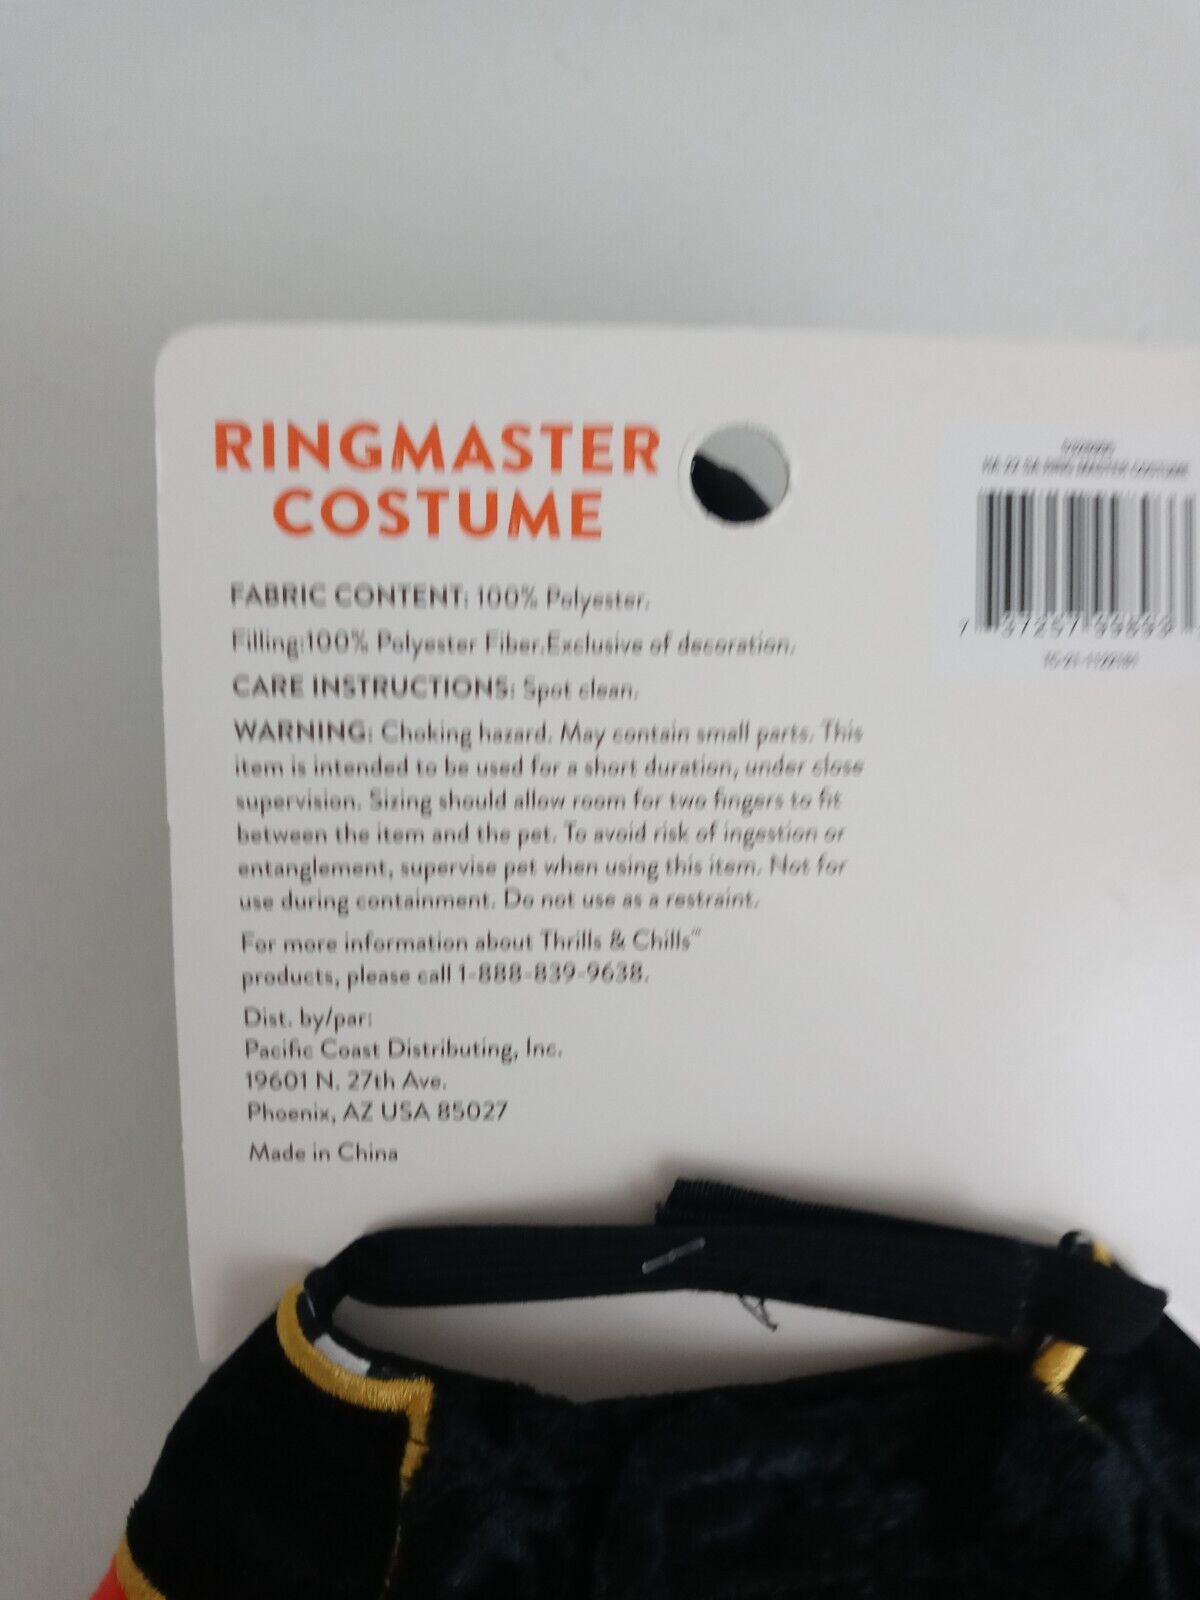 RINGMASTER
COSTUME
FABRIC CONTENT: 100% Polyester.
Filling:100% Polyester Fiber.Exclusive of decoration.
CARE INSTRUCTIONS: Spot clean.
WARNING: Choking hazard. May contain small parts. This
item is intended to be used for a short duration, under close
supervision. Sizing should allow room for two fingers to fit
between the item and the pet. To avoid risk of ingestion or
entanglement, supervise pet when using this item. Not for
use during containment. Do not use as a restraint.
For more information about Thrills & Chills™
products, please call 1-888-839-9638.
Dist. by/par:
Pacific Coast Distributing, Inc.
19601 N. 27th Ave.
Phoenix, AZ USA 85027
Made in China
RING MASTER COSTUME